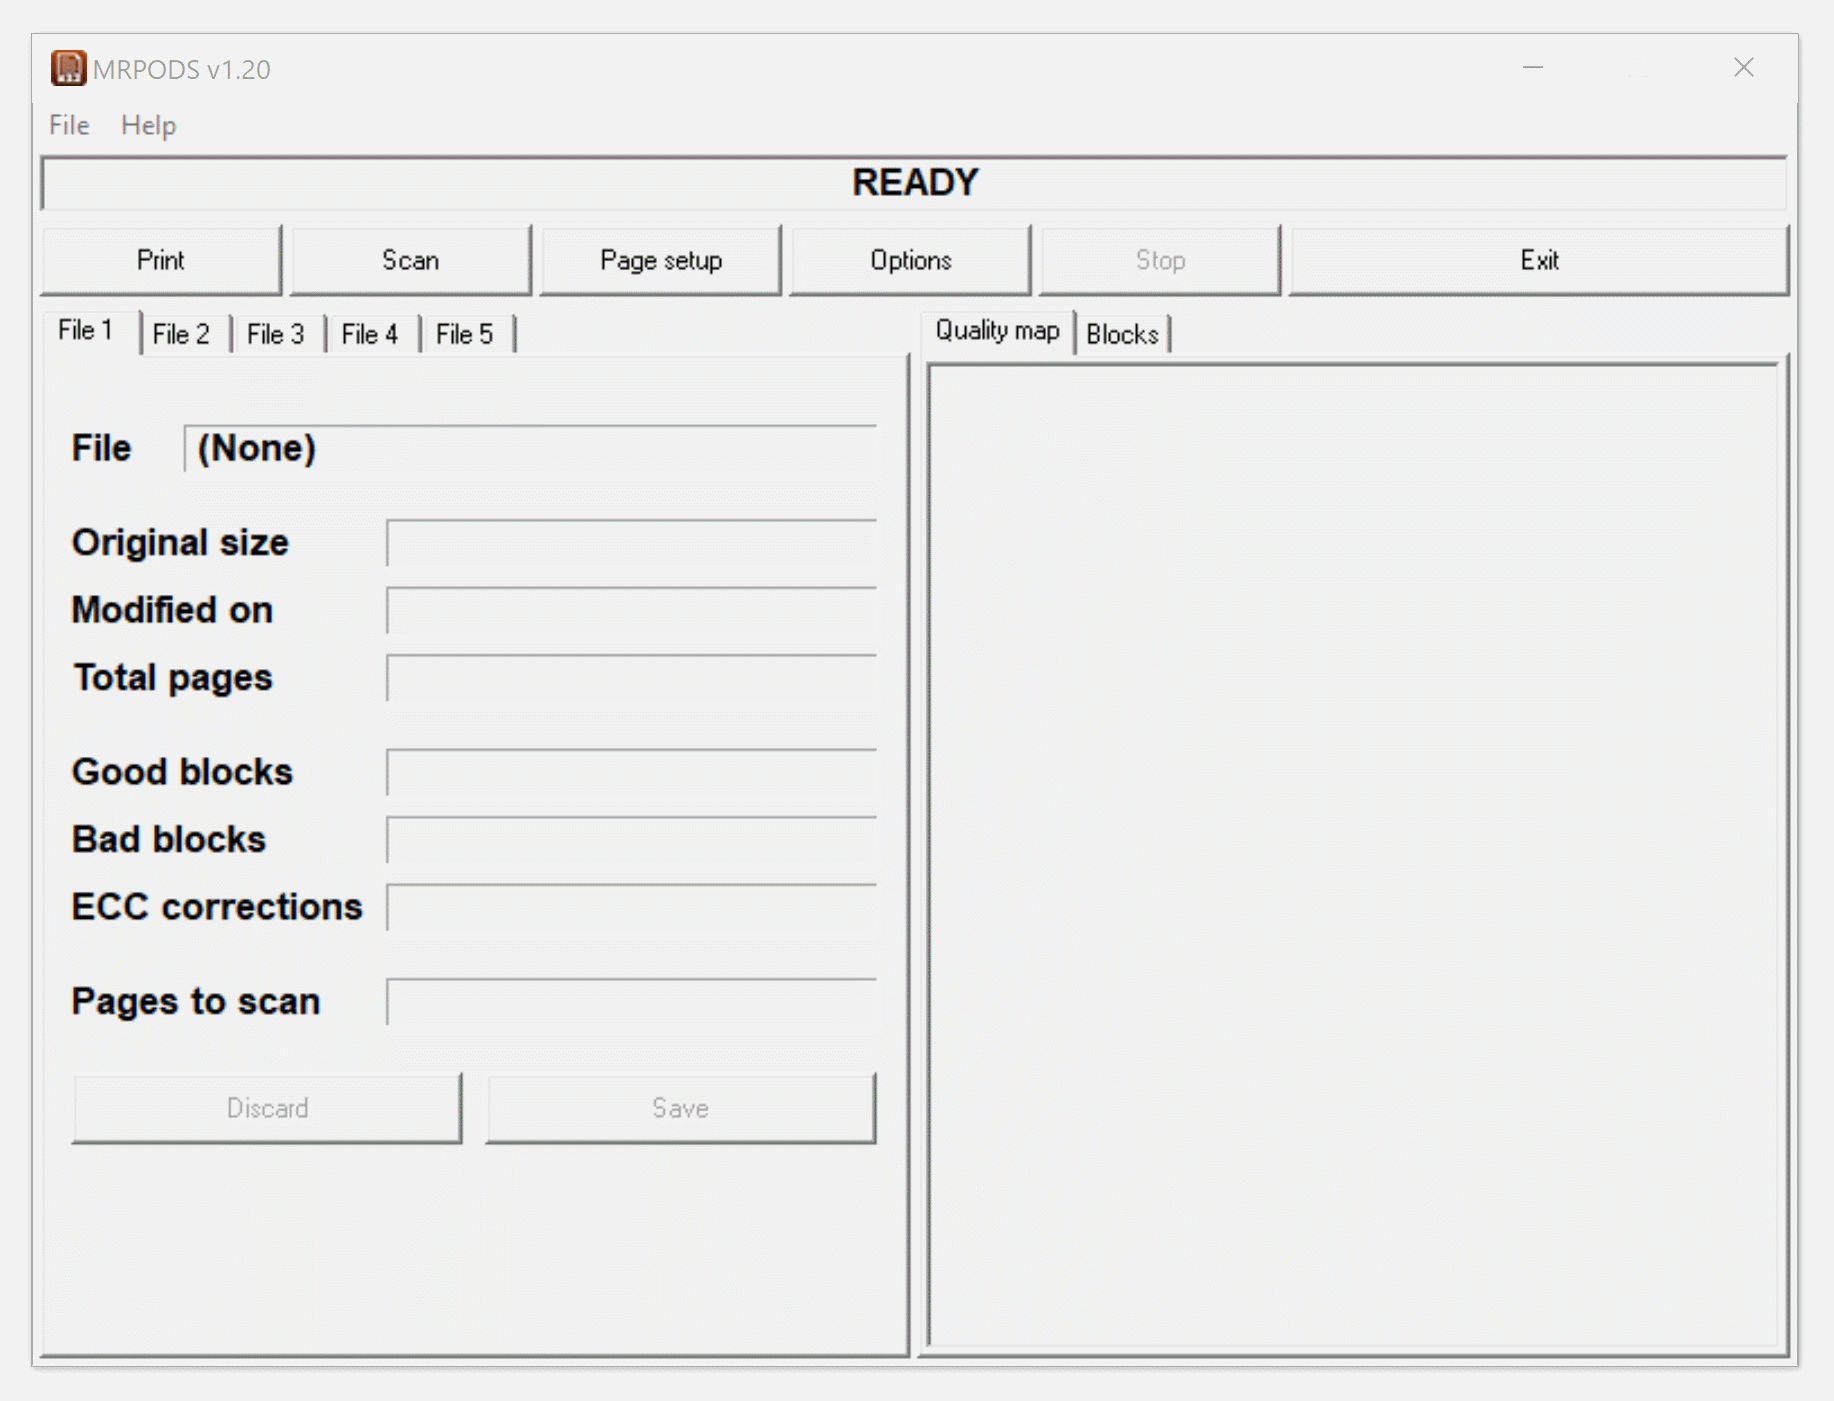 MRPODS v1.20
File Help
READY
Print Scan Page setup Options Stop Exit
File 1 File 2 File 3 File 4 File 5
Quality map Blocks
File (None)
Original size
Modified on
Total pages
Good blocks
Bad blocks
ECC corrections
Pages to scan
Discard Save